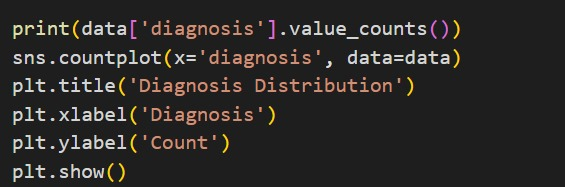 print(data['diagnosis'].value_counts())
sns.countplot(x='diagnosis', data=data)
plt.title('Diagnosis Distribution')
plt.xlabel('Diagnosis')
plt.ylabel('Count')
plt.show()